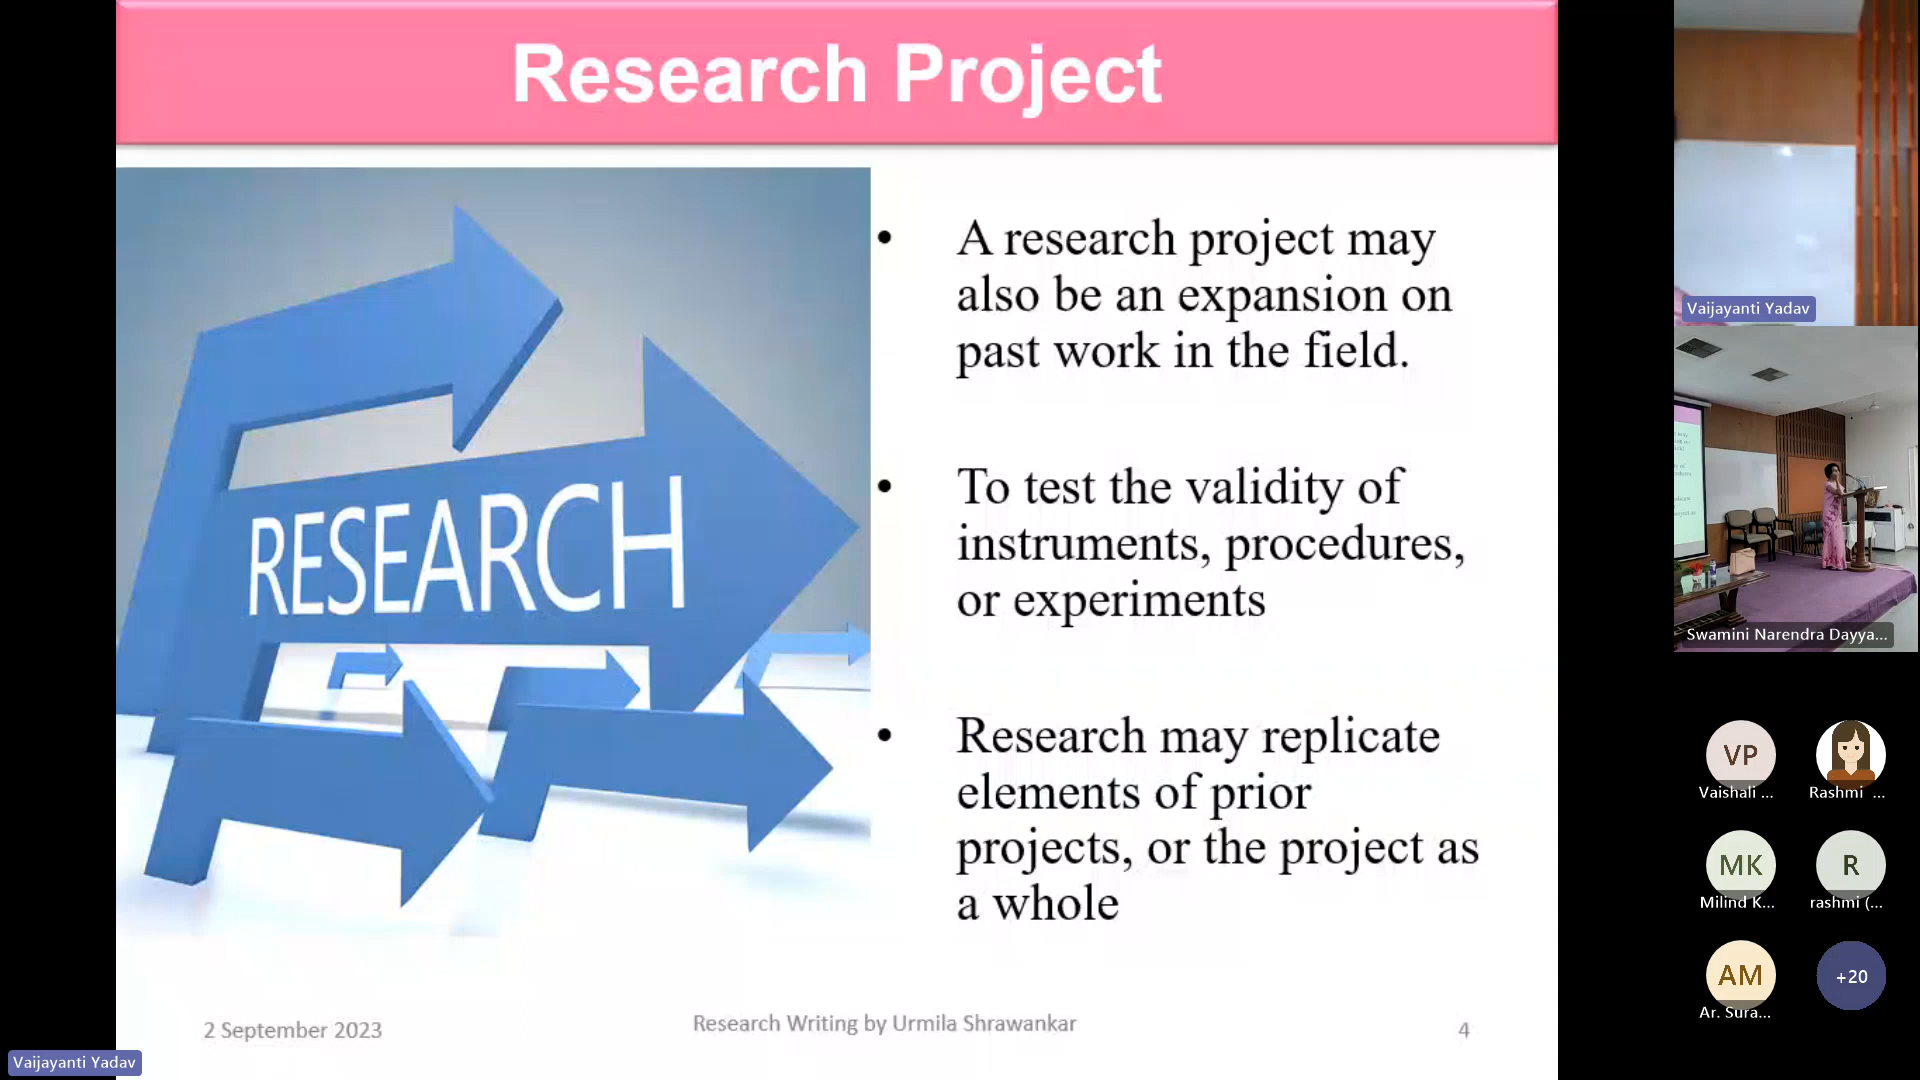 Research Project
RESEARCH
• A research project may
also be an expansion on
past work in the field.
• To test the validity of
instruments, procedures,
or experiments
• Research may replicate
elements of prior
projects, or the project as
a whole
2 September 2023
Research Writing by Urmila Shrawankar
4
Vaijayanti Yadav
Vaijayanti Yadav
Swamini Narendra Dayya...
VP
Vaishali ...
Rashmi ...
MK
Milind K...
R
rashmi (...
AM
Ar. Sura...
+20